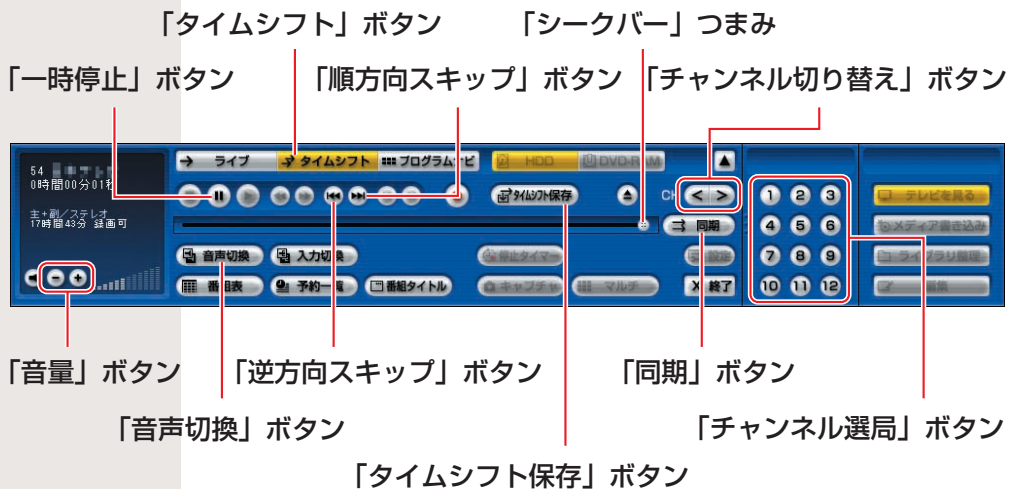 「タイムシフト」ボタン 「シークバー」つまみ
「一時停止」ボタン 「順方向スキップ」ボタン 「チャンネル切り替え」ボタン
54
0時間00分01秒
主+副／ステレオ
17時間43分 録画可
ライブ タイムシフト プログラムナビ HDD DVD-RAM
タイムシフト保存 CH < >
同期
音声切換 入力切換 停止タイマー 設定
番組表 予約一覧 番組タイトル キャプチャ マルチ X 終了
1 2 3
4 5 6
7 8 9
10 11 12
テレビを見る
メディア書き込み
ライブラリ整理
編集
「音量」ボタン 「逆方向スキップ」ボタン 「同期」ボタン
「音声切換」ボタン 「チャンネル選局」ボタン
「タイムシフト保存」ボタン